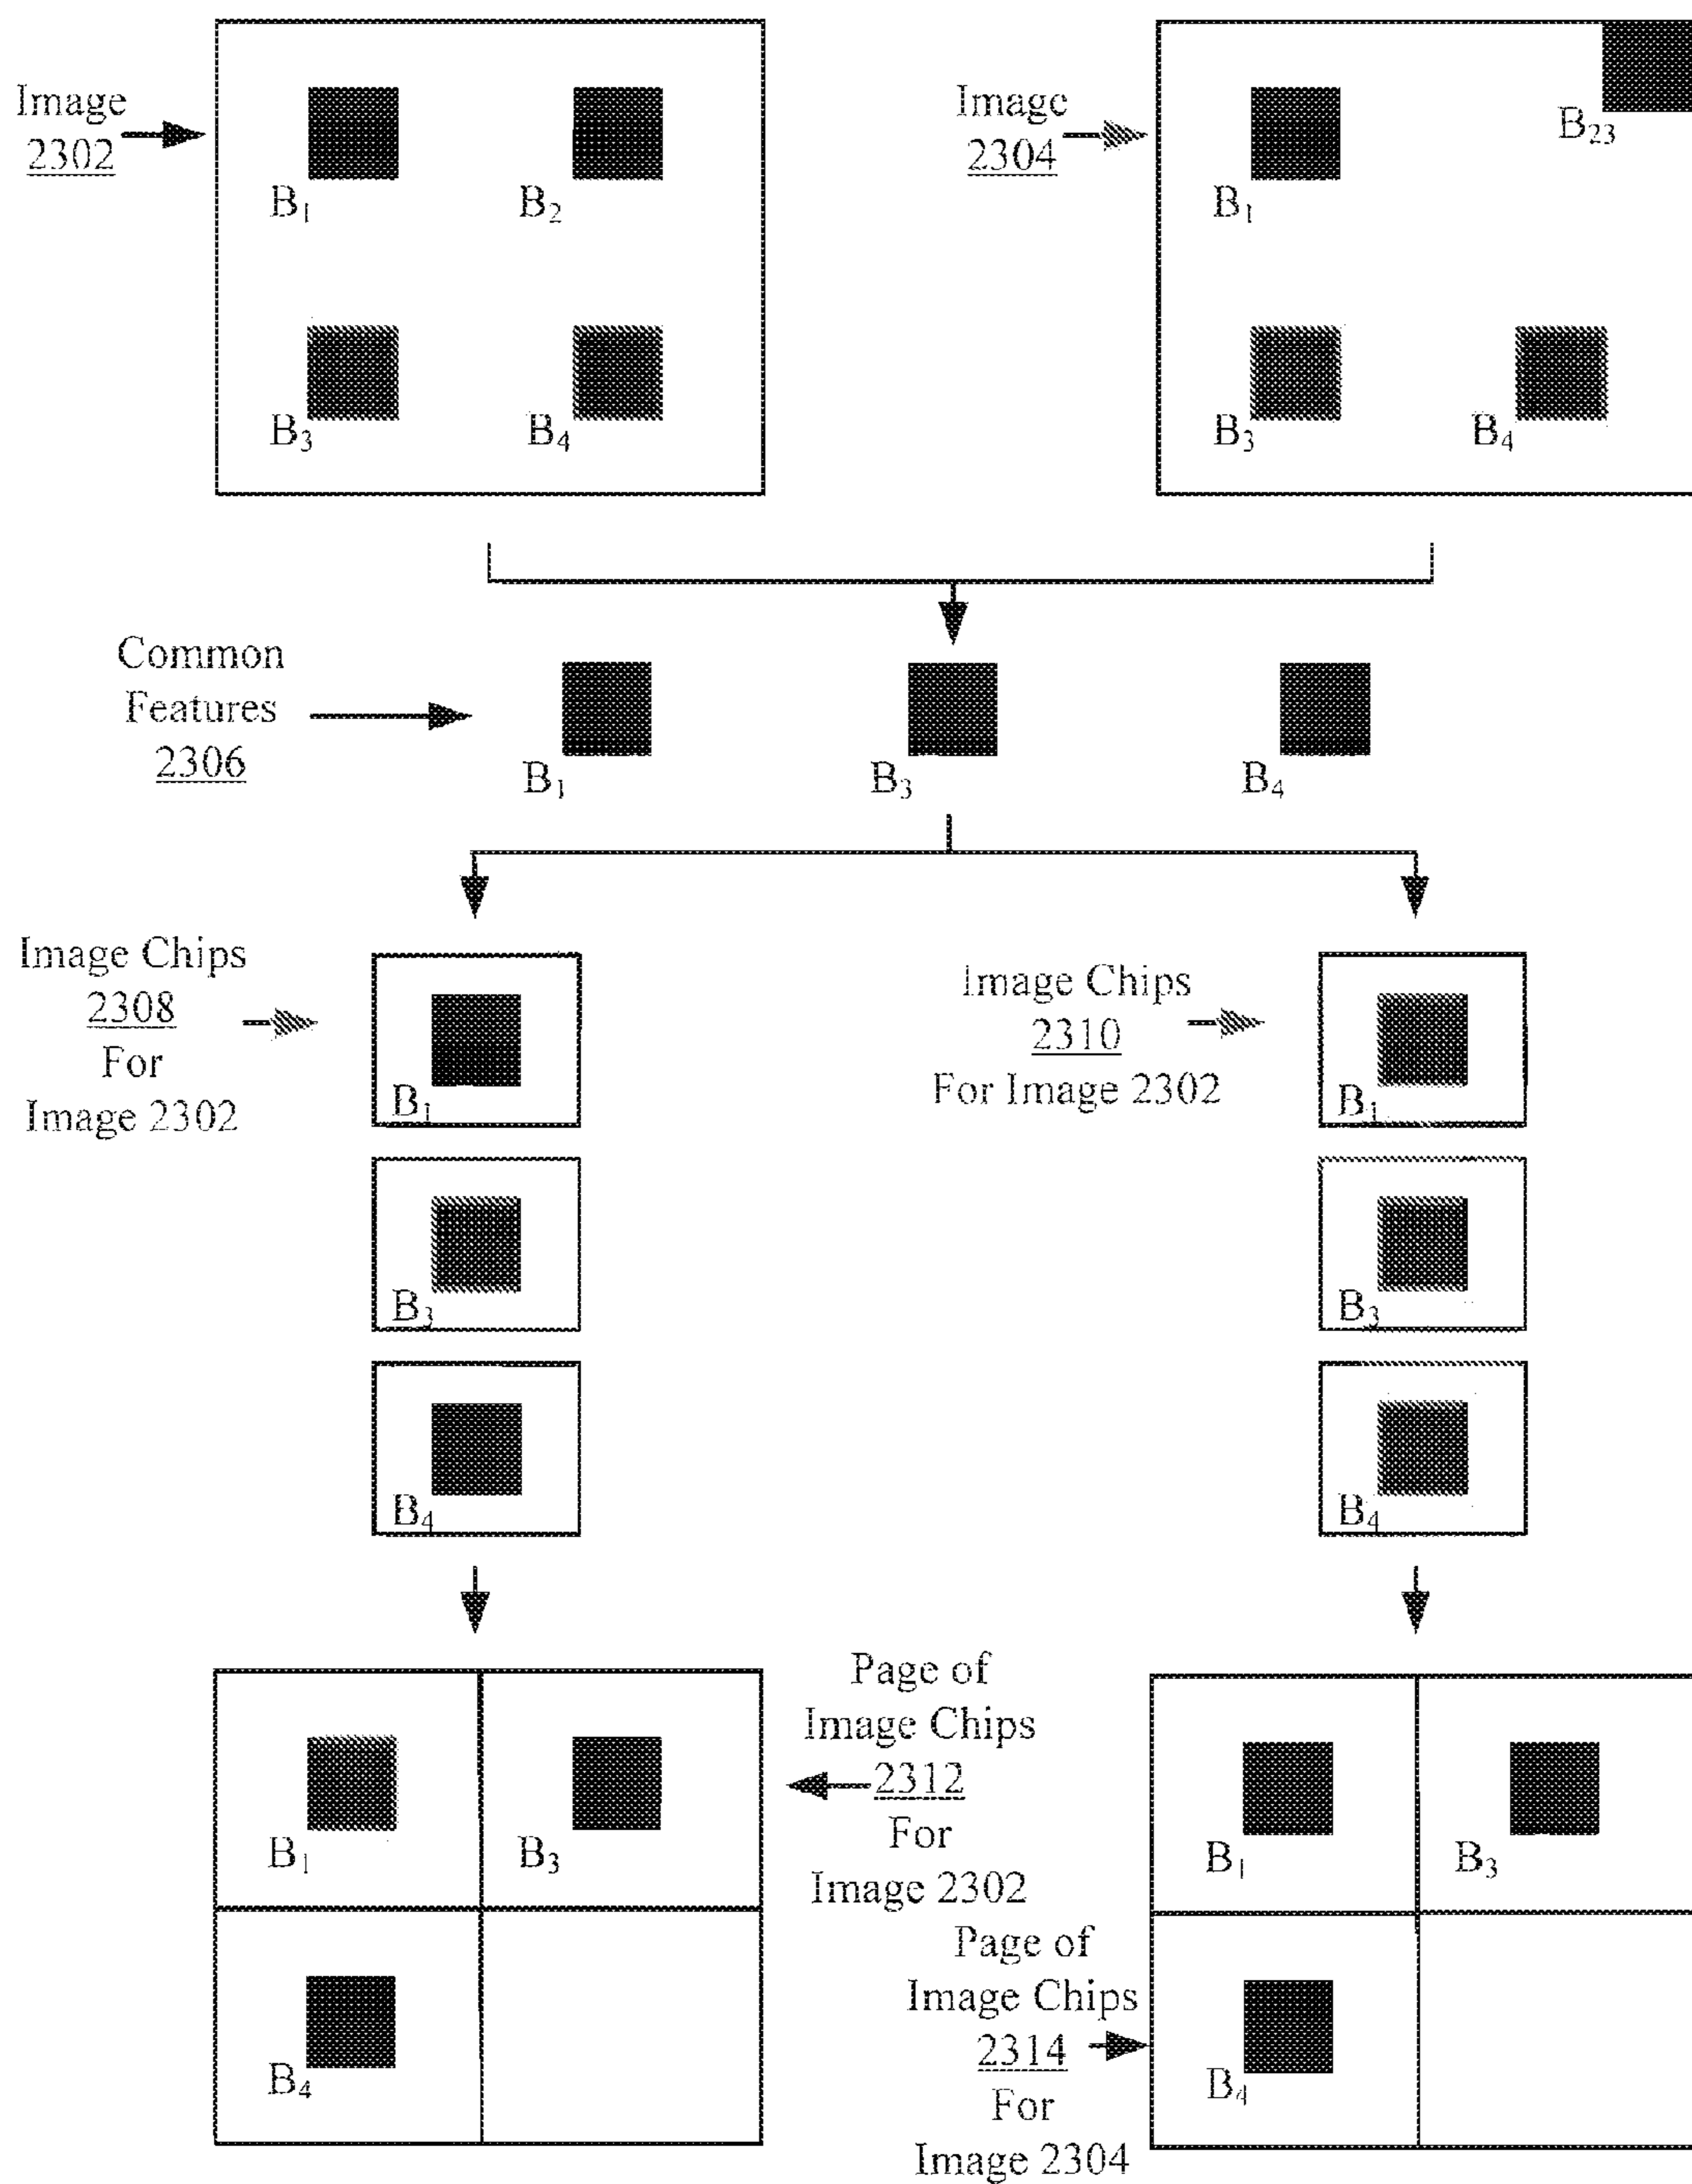 Image
2302
B1
B2
B3
B4
Image
2304
B1
B23
B3
B4
Common
Features
2306
B1
B3
B4
Image Chips
2308
For
Image 2302
B1
B3
B4
Image Chips
2310
For Image 2302
B1
B3
B4
B1
B3
B4
Page of
Image Chips
2312
For
Image 2302
Page of
Image Chips
2314
For
Image 2304
B1
B3
B4